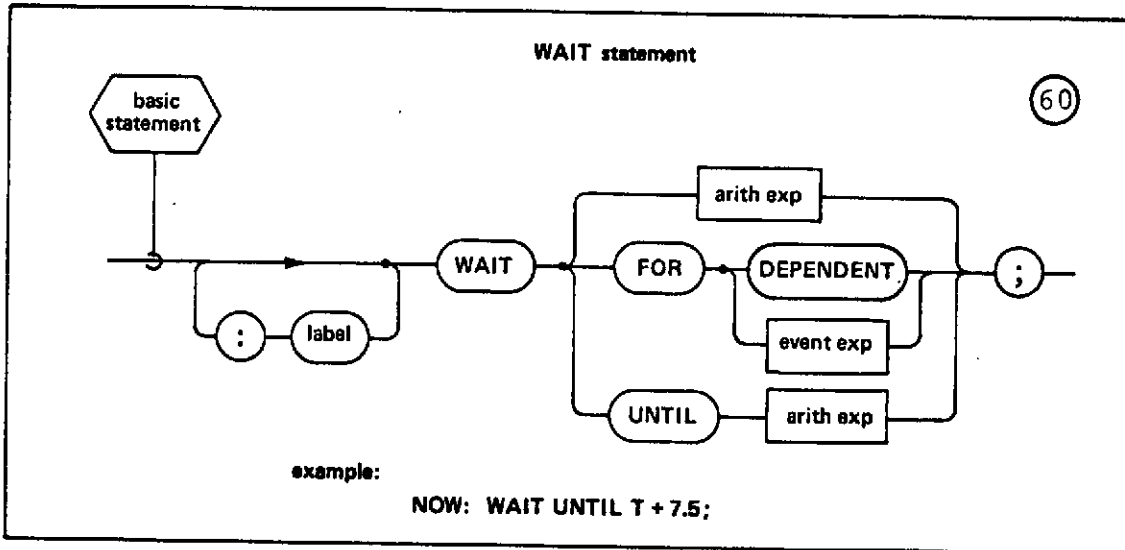 WAIT statement
basic
statement
60
arith exp
WAIT
FOR
DEPENDENT
;
:
label
event exp
UNTIL
arith exp
example:
NOW: WAIT UNTIL T + 7.5;